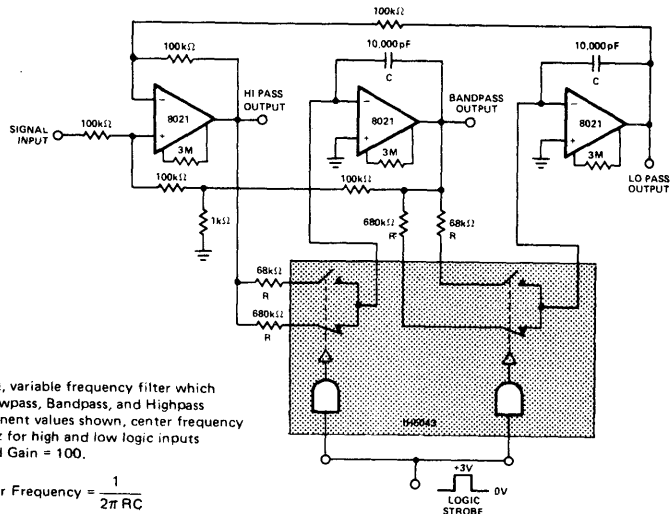 100kΩ
100kΩ
10,000pF
C
10,000 pF
C
HI PASS
OUTPUT
BANDPASS
OUTPUT
100kΩ
SIGNAL
INPUT
8021
8021
8021
3M
3M
3M
LO PASS
OUTPUT
100kΩ
100kΩ
1kΩ
680kΩ
R
68kΩ
R
68kΩ
R
680kΩ
R
, variable frequency filter which
wpass, Bandpass, and Highpass
nent values shown, center frequency
z for high and low logic inputs
d Gain = 100.
r Frequency = 1 / 2π RC
IH5043
+3V
0V
LOGIC
STROBE